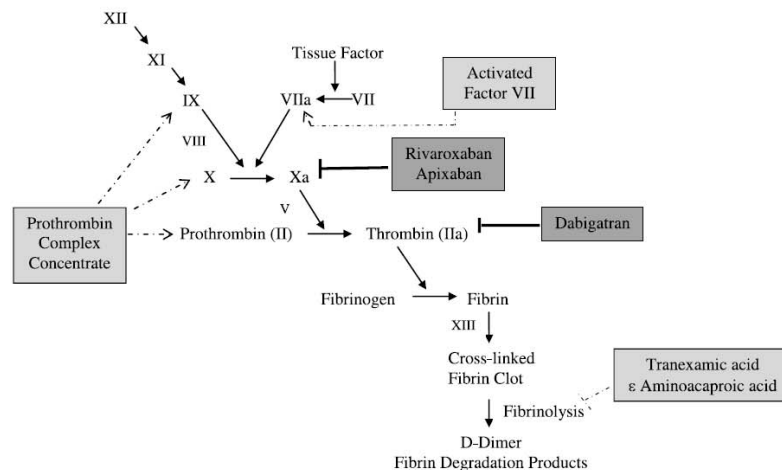 XII
XI
Tissue Factor
IX
VIIa
VII
Activated
Factor VII
VIII
X
Xa
Rivaroxaban
Apixaban
V
Prothrombin
Complex
Concentrate
Prothrombin (II)
Thrombin (IIa)
Dabigatran
Fibrinogen
Fibrin
XIII
Cross-linked
Fibrin Clot
Tranexamic acid
ε Aminoacaproic acid
Fibrinolysis
D-Dimer
Fibrin Degradation Products